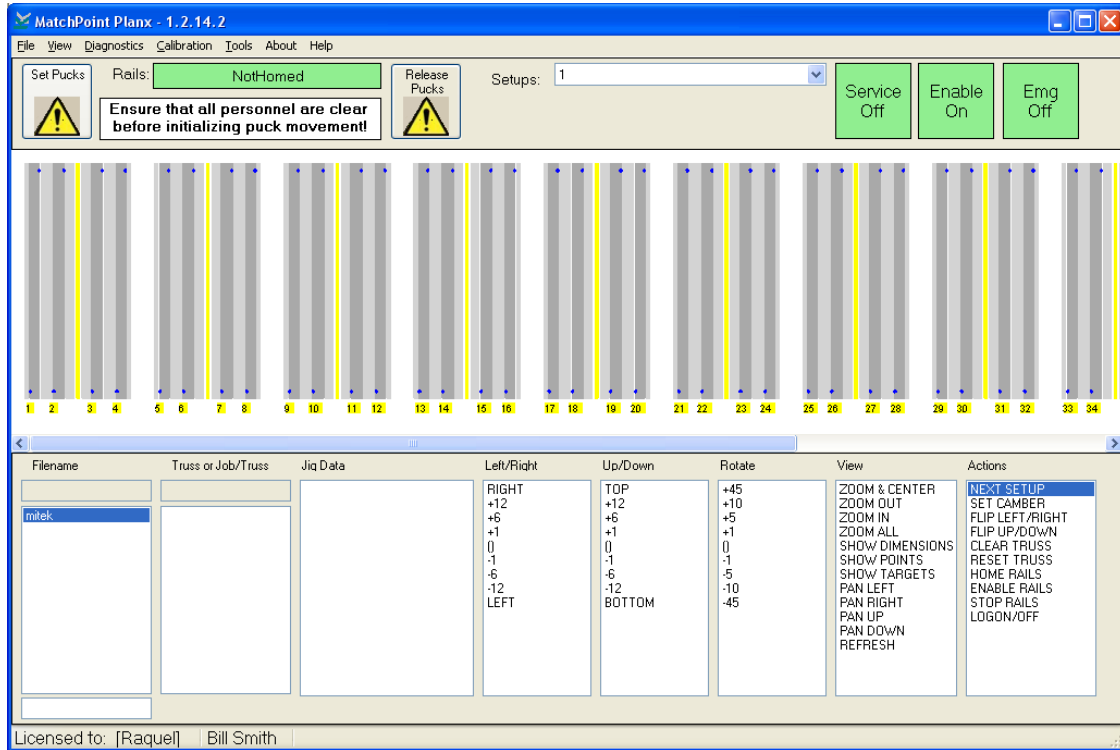 MatchPoint Planx - 1.2.14.2
File View Diagnostics Calibration Tools About Help
Set Pucks
Rails:
NotHomed
Ensure that all personnel are clear
before initializing puck movement!
Release
Pucks
Setups:
1
Service
Off
Enable
On
Emg
Off
1 2 3 4 5 6 7 8 9 10 11 12 13 14 15 16 17 18 19 20 21 22 23 24 25 26 27 28 29 30 31 32 33 34
Filename
mitek
Truss or Job/Truss
Jig Data
Left/Right
RIGHT
+12
+6
+1
()
-1
-6
-12
LEFT
Up/Down
TOP
+12
+6
+1
()
-1
-6
-12
BOTTOM
Rotate
+45
+10
+5
+1
()
-1
-5
-10
-45
View
ZOOM & CENTER
ZOOM OUT
ZOOM IN
ZOOM ALL
SHOW DIMENSIONS
SHOW POINTS
SHOW TARGETS
PAN LEFT
PAN RIGHT
PAN UP
PAN DOWN
REFRESH
Actions
NEXT SETUP
SET CAMBER
FLIP LEFT/RIGHT
FLIP UP/DOWN
CLEAR TRUSS
RESET TRUSS
HOME RAILS
ENABLE RAILS
STOP RAILS
LOGON/OFF
Licensed to: [Raquel] Bill Smith